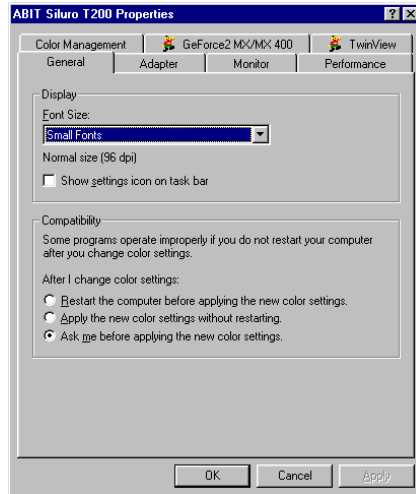 ABIT Siluro T200 Properties
Color Management
GeForce2 MX/MX 400
TwinView
General
Adapter
Monitor
Performance
Display
Font Size:
Small Fonts
Normal size (96 dpi)
Show settings icon on task bar
Compatibility
Some programs operate improperly if you do not restart your computer
after you change color settings.
After I change color settings:
Restart the computer before applying the new color settings.
Apply the new color settings without restarting.
Ask me before applying the new color settings.
OK
Cancel
Apply